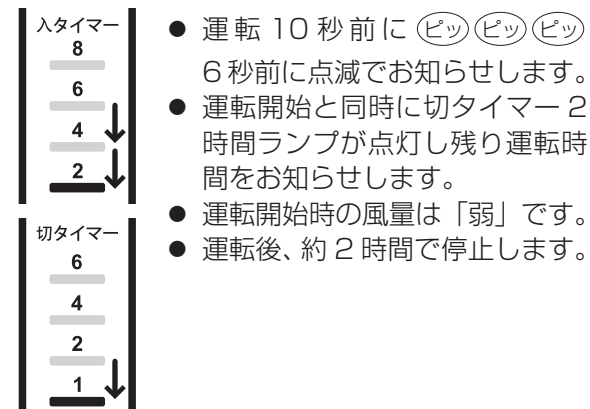 入タイマー
8
6
4
2
切タイマー
6
4
2
1
● 運転 10 秒前に ピッ ピッ ピッ
6 秒前に点滅でお知らせします。
● 運転開始と同時に切タイマー 2
時間ランプが点灯し残り運転時
間をお知らせします。
● 運転開始時の風量は「弱」です。
● 運転後、約 2 時間で停止します。